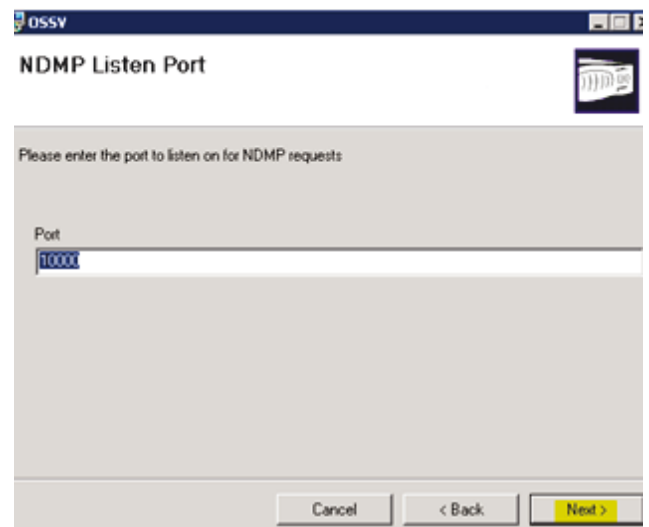 OSSV
NDMP Listen Port
Please enter the port to listen on for NDMP requests
Port
10000
Cancel
< Back
Next >